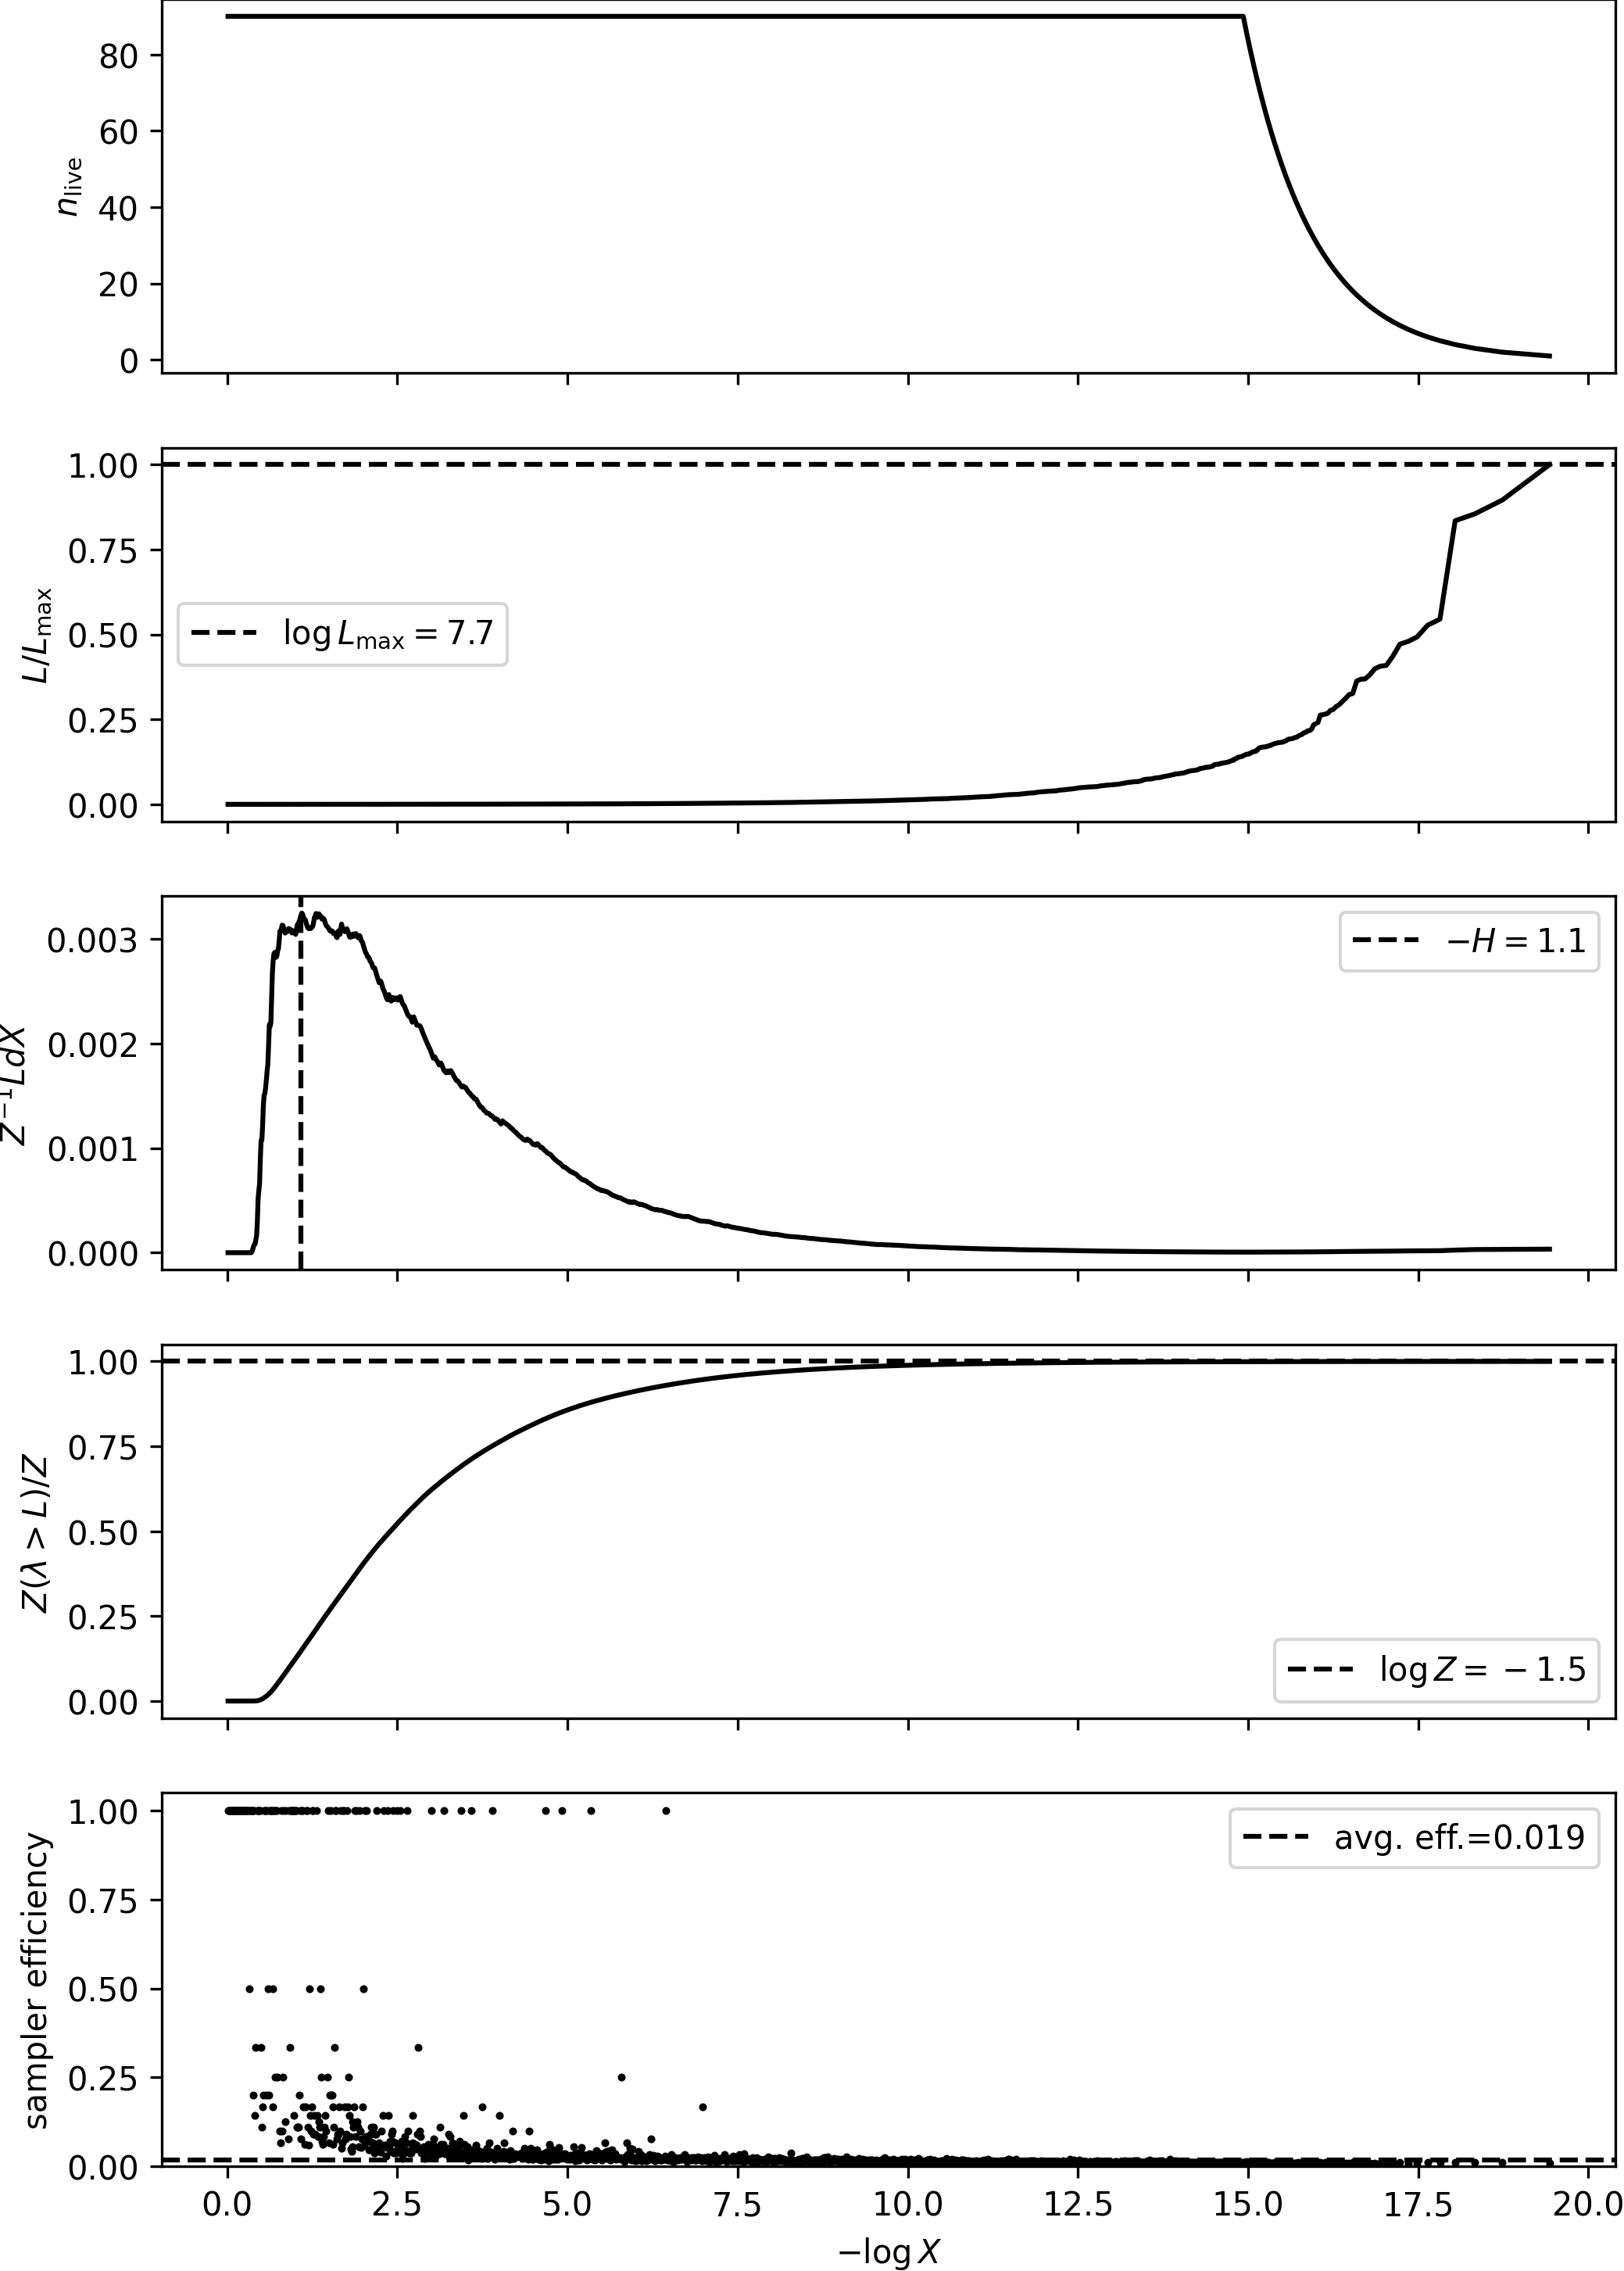 80
60
40
20
0
n_live
1.00
0.75
0.50
0.25
0.00
L/L_max
log L_max = 7.7
0.003
0.002
0.001
0.000
Z⁻¹LdX
−H = 1.1
1.00
0.75
0.50
0.25
0.00
Z(λ > L)/Z
log Z = −1.5
1.00
0.75
0.50
0.25
0.00
sampler efficiency
avg. eff.=0.019
0.0 2.5 5.0 7.5 10.0 12.5 15.0 17.5 20.0
−log X